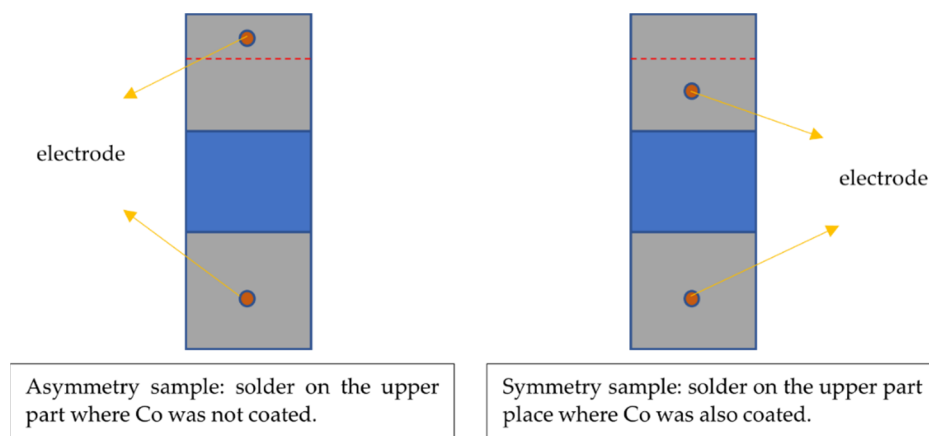 electrode
electrode
Asymmetry sample: solder on the upper
part where Co was not coated.
Symmetry sample: solder on the upper part
place where Co was also coated.